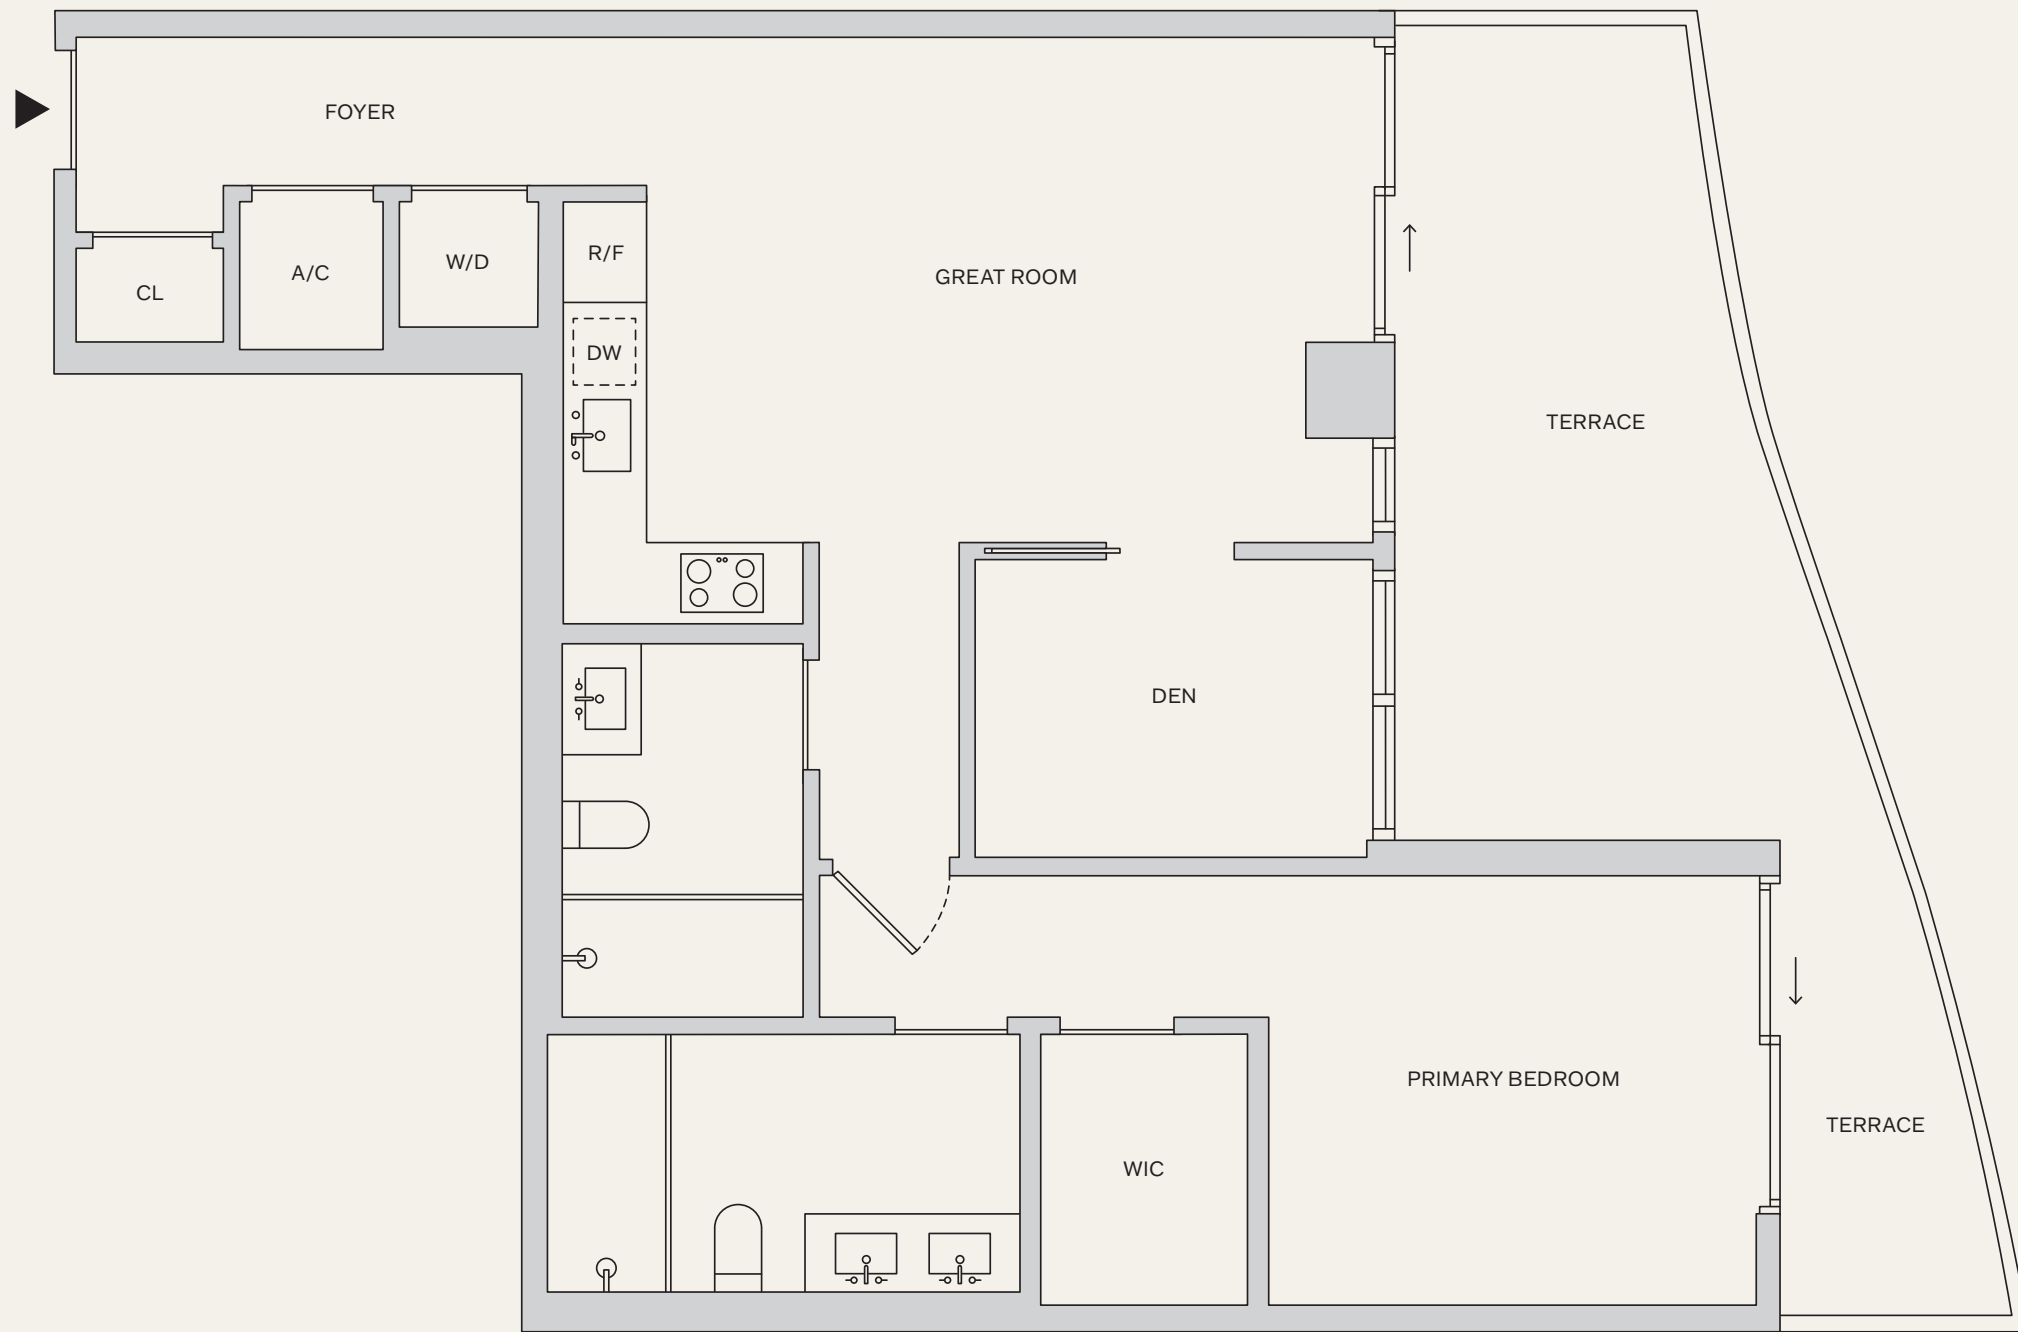 FOYER
CL
A/C
W/D
R/F
DW
GREAT ROOM
TERRACE
DEN
PRIMARY BEDROOM
TERRACE
WIC